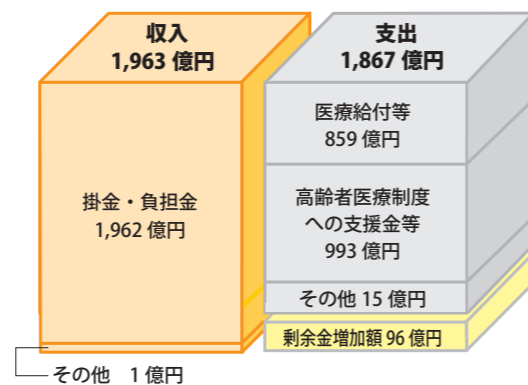 収入
1,963 億円
掛金・負担金
1,962 億円
その他　1 億円
支出
1,867 億円
医療給付等
859 億円
高齢者医療制度
への支援金等
993 億円
その他 15 億円
剰余金増加額 96 億円